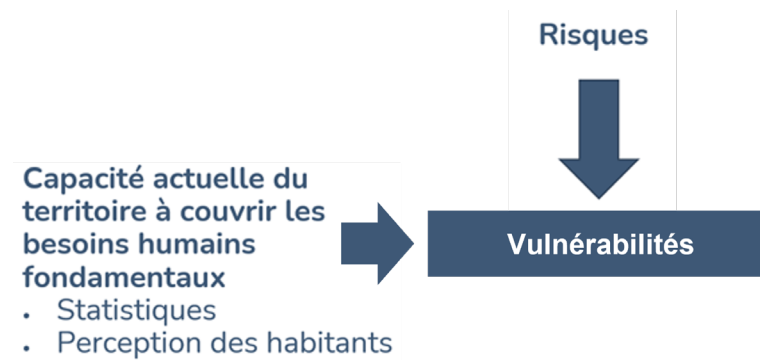 Risques
Capacité actuelle du
territoire à couvrir les
besoins humains
fondamentaux
• Statistiques
• Perception des habitants
Vulnérabilités